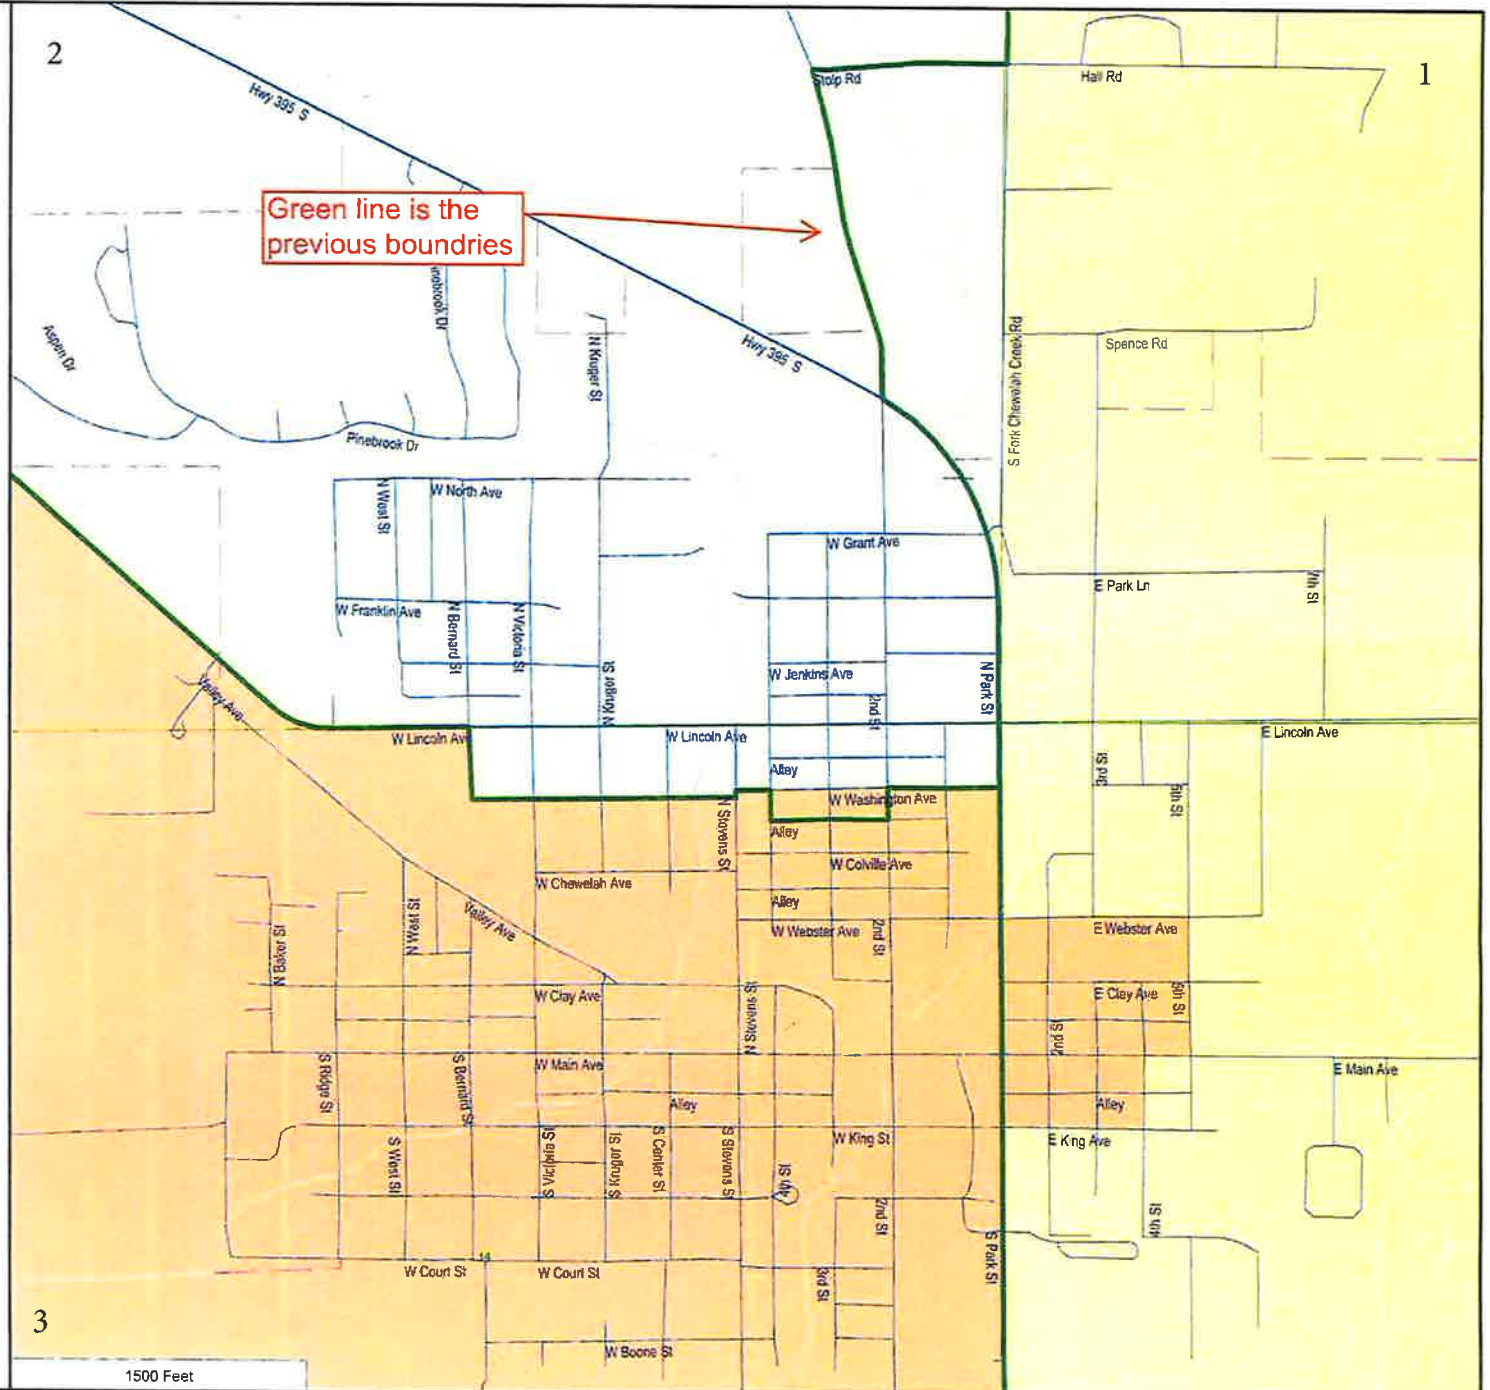 2
Hwy 395 S
Stolp Rd
Hall Rd
1
Green line is the
previous boundries
Aspen Dr
N Kruger St
Hwy 395 S
S Fork Chewelah Creek Rd
Spence Rd
Pinebrook Dr
N West St
W North Ave
W Grant Ave
E Park Ln
7th St
W Franklin Ave
N Bernard St
N Victoria St
N Kruger St
W Jenkins Ave
2nd St
N Park St
Valley Ave
W Lincoln Ave
W Lincoln Ave
E Lincoln Ave
Alley
3rd St
5th St
W Washington Ave
N Stevens St
Alley
W Colville Ave
W Chewelah Ave
Alley
N West St
Valley Ave
W Webster Ave
2nd St
E Webster Ave
N Baker St
W Clay Ave
N Stevens St
E Clay Ave
5th St
2nd St
S Ridge St
S Bernard St
W Main Ave
E Main Ave
Alley
Alley
S West St
S Victoria St
S Kruger St
S Center St
S Stevens S
4th St
W King St
E King Ave
2nd St
4th St
S Park St
14
W Court St
W Court St
3rd St
3
W Boone St
1500 Feet